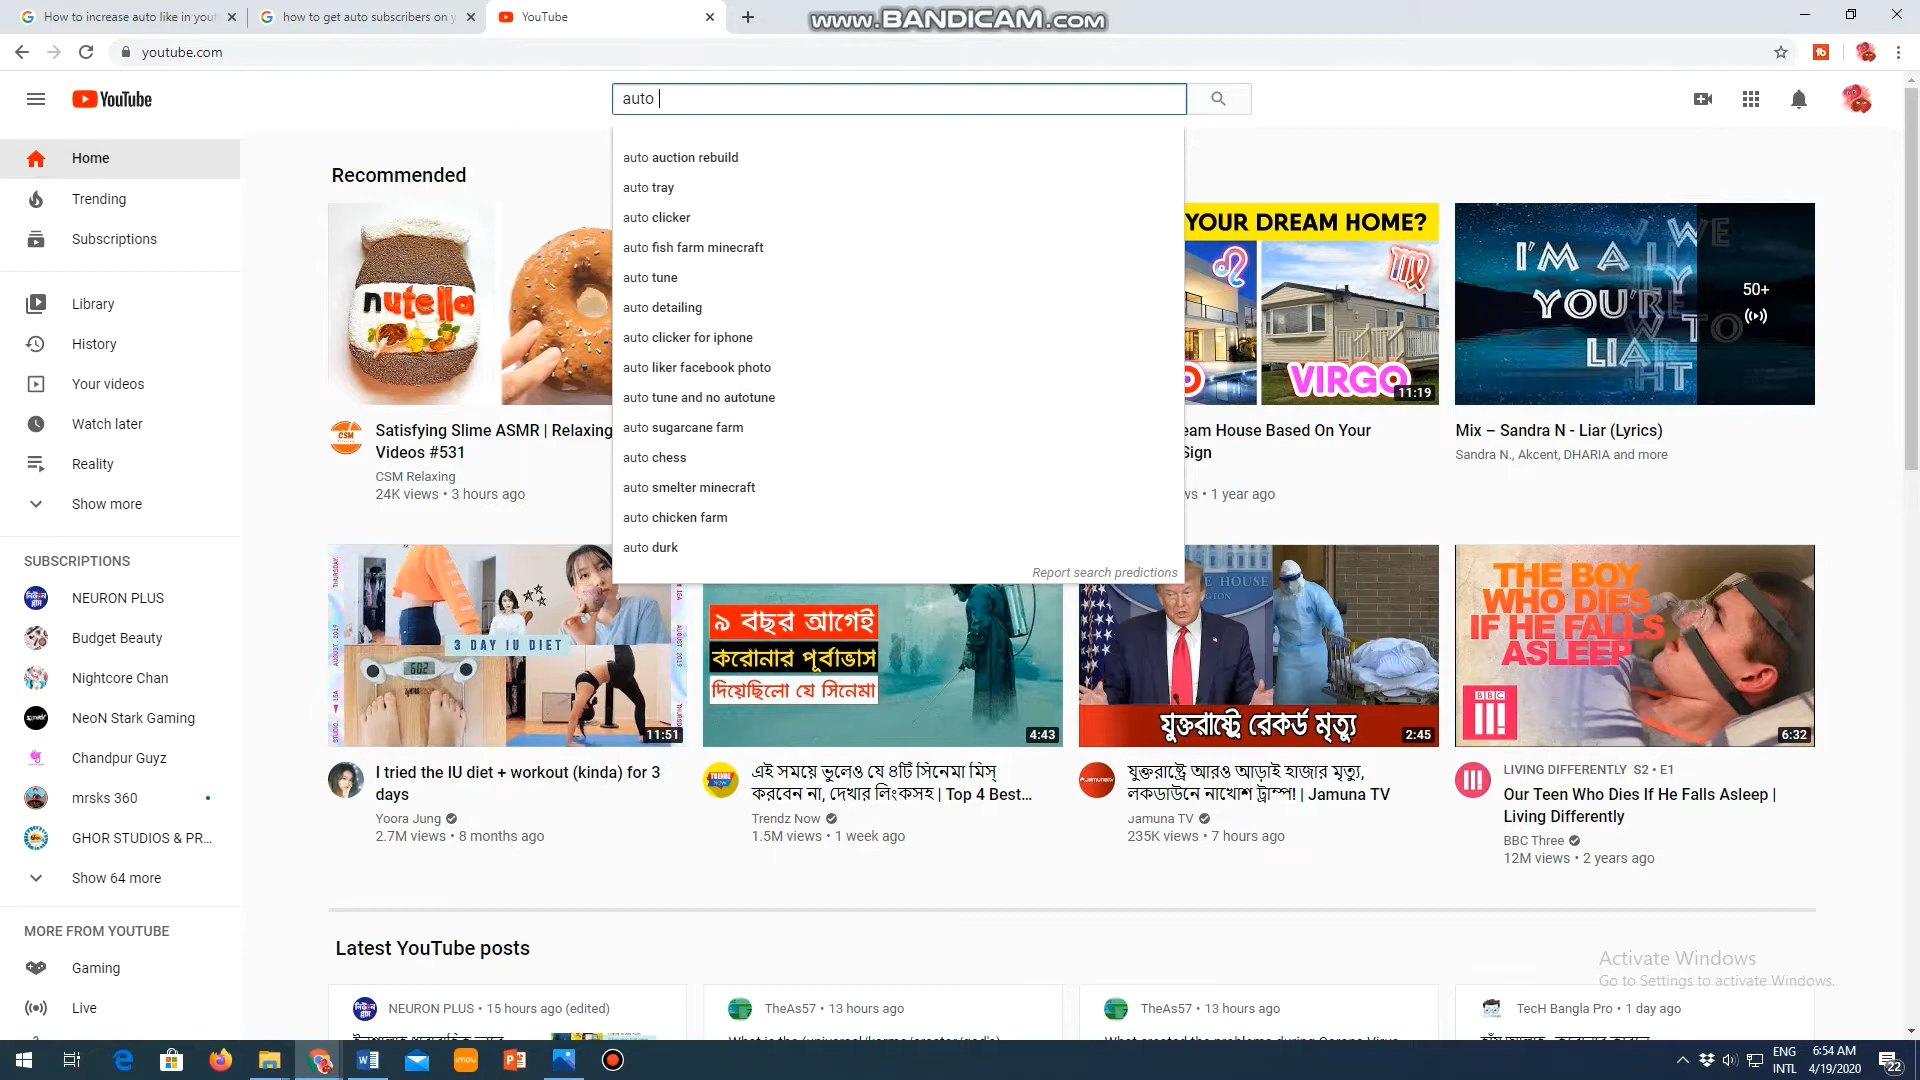 How to increase auto like in yout
how to get auto subscribers on y
YouTube
www.BANDICAM.com
youtube.com
YouTube
auto
Home
Trending
Subscriptions
Library
History
Your videos
Watch later
Reality
Show more
SUBSCRIPTIONS
NEURON PLUS
Budget Beauty
Nightcore Chan
NeoN Stark Gaming
Chandpur Guyz
mrsks 360
GHOR STUDIOS & PR...
Show 64 more
MORE FROM YOUTUBE
Gaming
Live
auto auction rebuild
auto tray
auto clicker
auto fish farm minecraft
auto tune
auto detailing
auto clicker for iphone
auto liker facebook photo
auto tune and no autotune
auto sugarcane farm
auto chess
auto smelter minecraft
auto chicken farm
auto durk
Report search predictions
Recommended
nutella
CSM
Satisfying Slime ASMR | Relaxing
Videos #531
CSM Relaxing
24K views • 3 hours ago
YOUR DREAM HOME?
VIRGO
11:19
eam House Based On Your
Sign
ws • 1 year ago
I'M A
YOU'RE
LIAR
50+
Mix – Sandra N - Liar (Lyrics)
Sandra N., Akcent, DHARIA and more
3 DAY IU DIET
11:51
I tried the IU diet + workout (kinda) for 3
days
Yoora Jung
2.7M views • 8 months ago
৯ বছর আগেই
করোনার পূর্বাভাস
দিয়েছিলো যে সিনেমা
4:43
এই সময়ে ভুলেও যে ৪টি সিনেমা মিস্
করবেন না, দেখার লিংকসহ | Top 4 Best...
Trendz Now
1.5M views • 1 week ago
যুক্তরাষ্ট্রে রেকর্ড মৃত্যু
2:45
যুক্তরাষ্ট্রে আরও আড়াই হাজার মৃত্যু,
লকডাউনে নাখোশ ট্রাম্প! | Jamuna TV
Jamuna TV
235K views • 7 hours ago
THE BOY
WHO DIES
IF HE FALLS
ASLEEP
BBC
6:32
LIVING DIFFERENTLY S2 • E1
Our Teen Who Dies If He Falls Asleep |
Living Differently
BBC Three
12M views • 2 years ago
Latest YouTube posts
NEURON PLUS • 15 hours ago (edited)
TheAs57 • 13 hours ago
TheAs57 • 13 hours ago
TecH Bangla Pro • 1 day ago
Activate Windows
Go to Settings to activate Windows.
ENG
INTL
6:54 AM
4/19/2020
22